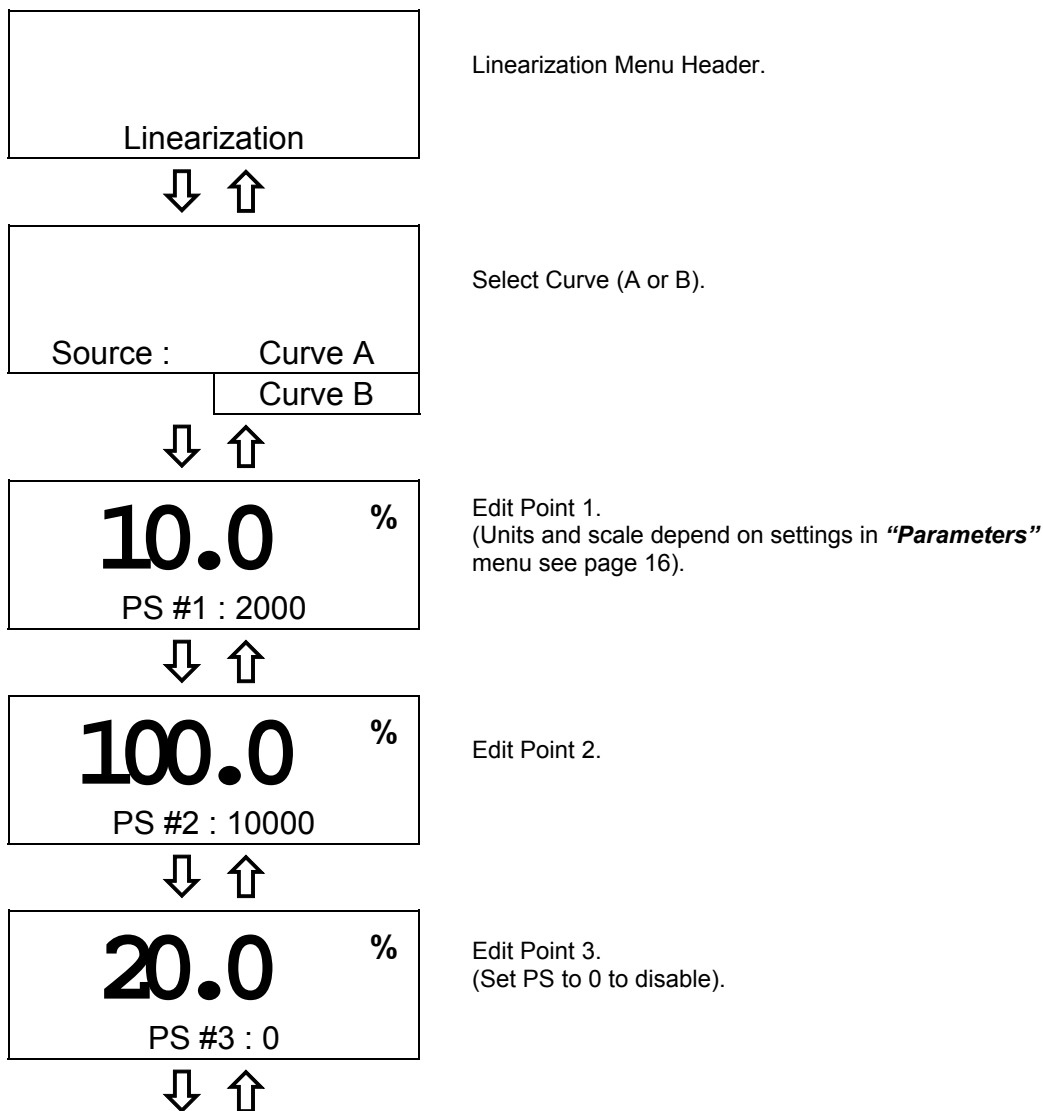 Linearization
Linearization Menu Header.
Source : Curve A
Curve B
Select Curve (A or B).
10.0 %
PS #1 : 2000
Edit Point 1.
(Units and scale depend on settings in “Parameters”
menu see page 16).
100.0 %
PS #2 : 10000
Edit Point 2.
20.0 %
PS #3 : 0
Edit Point 3.
(Set PS to 0 to disable).